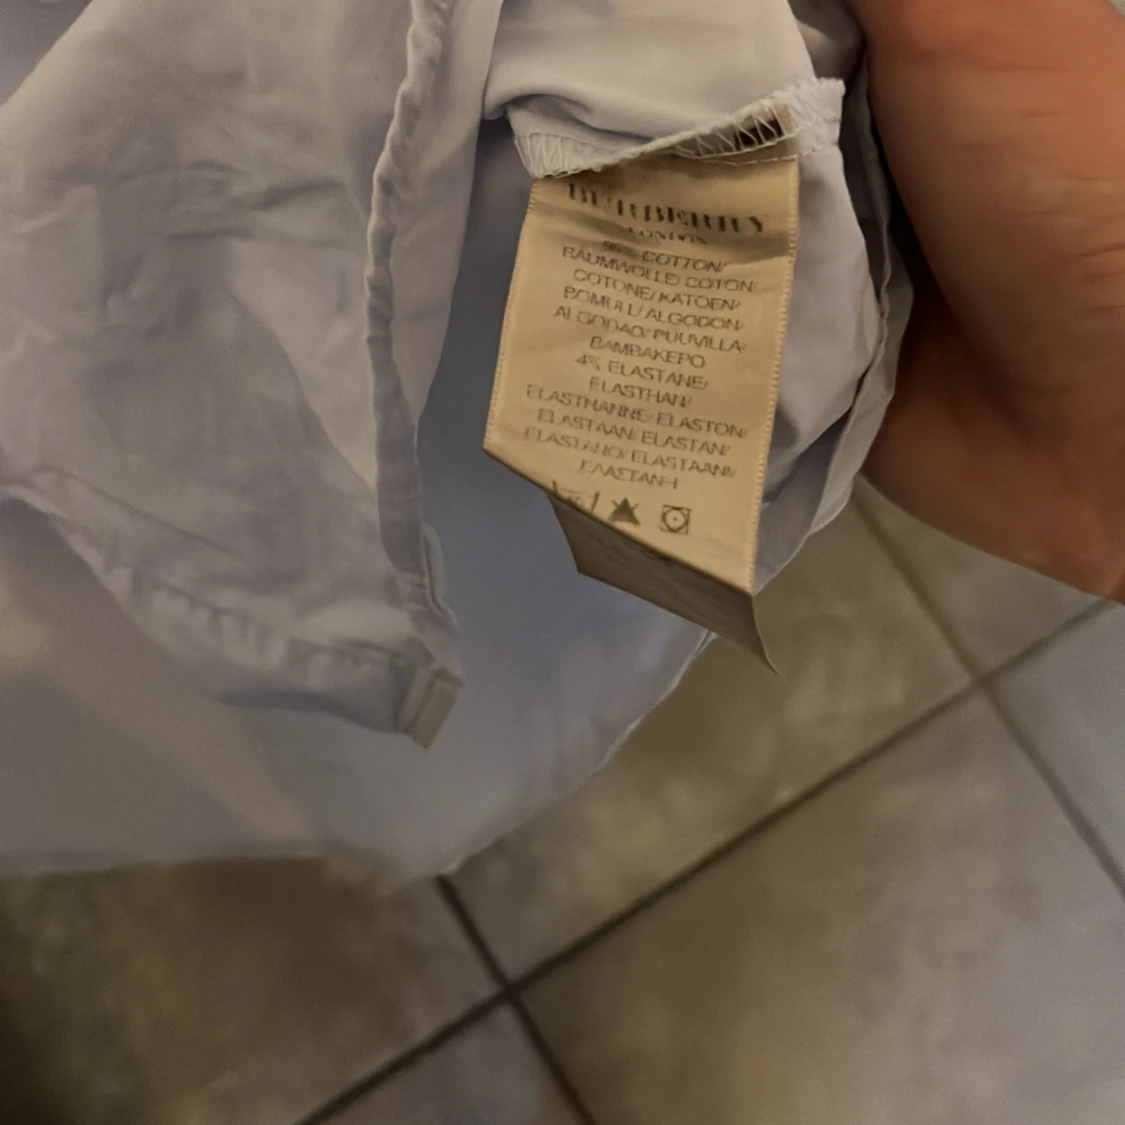 BURBERRY
LONDON
96% COTTON/
BAUMWOLLE/COTON/
COTONE/KATOEN/
BOMULL/ALGODON/
ALGODAO/PUUVILLA/
BAMBAKEPO
4% ELASTANE/
ELASTHAN/
ELASTHANNE/ELASTON/
ELASTAAN/ELASTAN/
ELASTANO/ELASTAANI/
ΕΛΑΣΤΑΝΗ